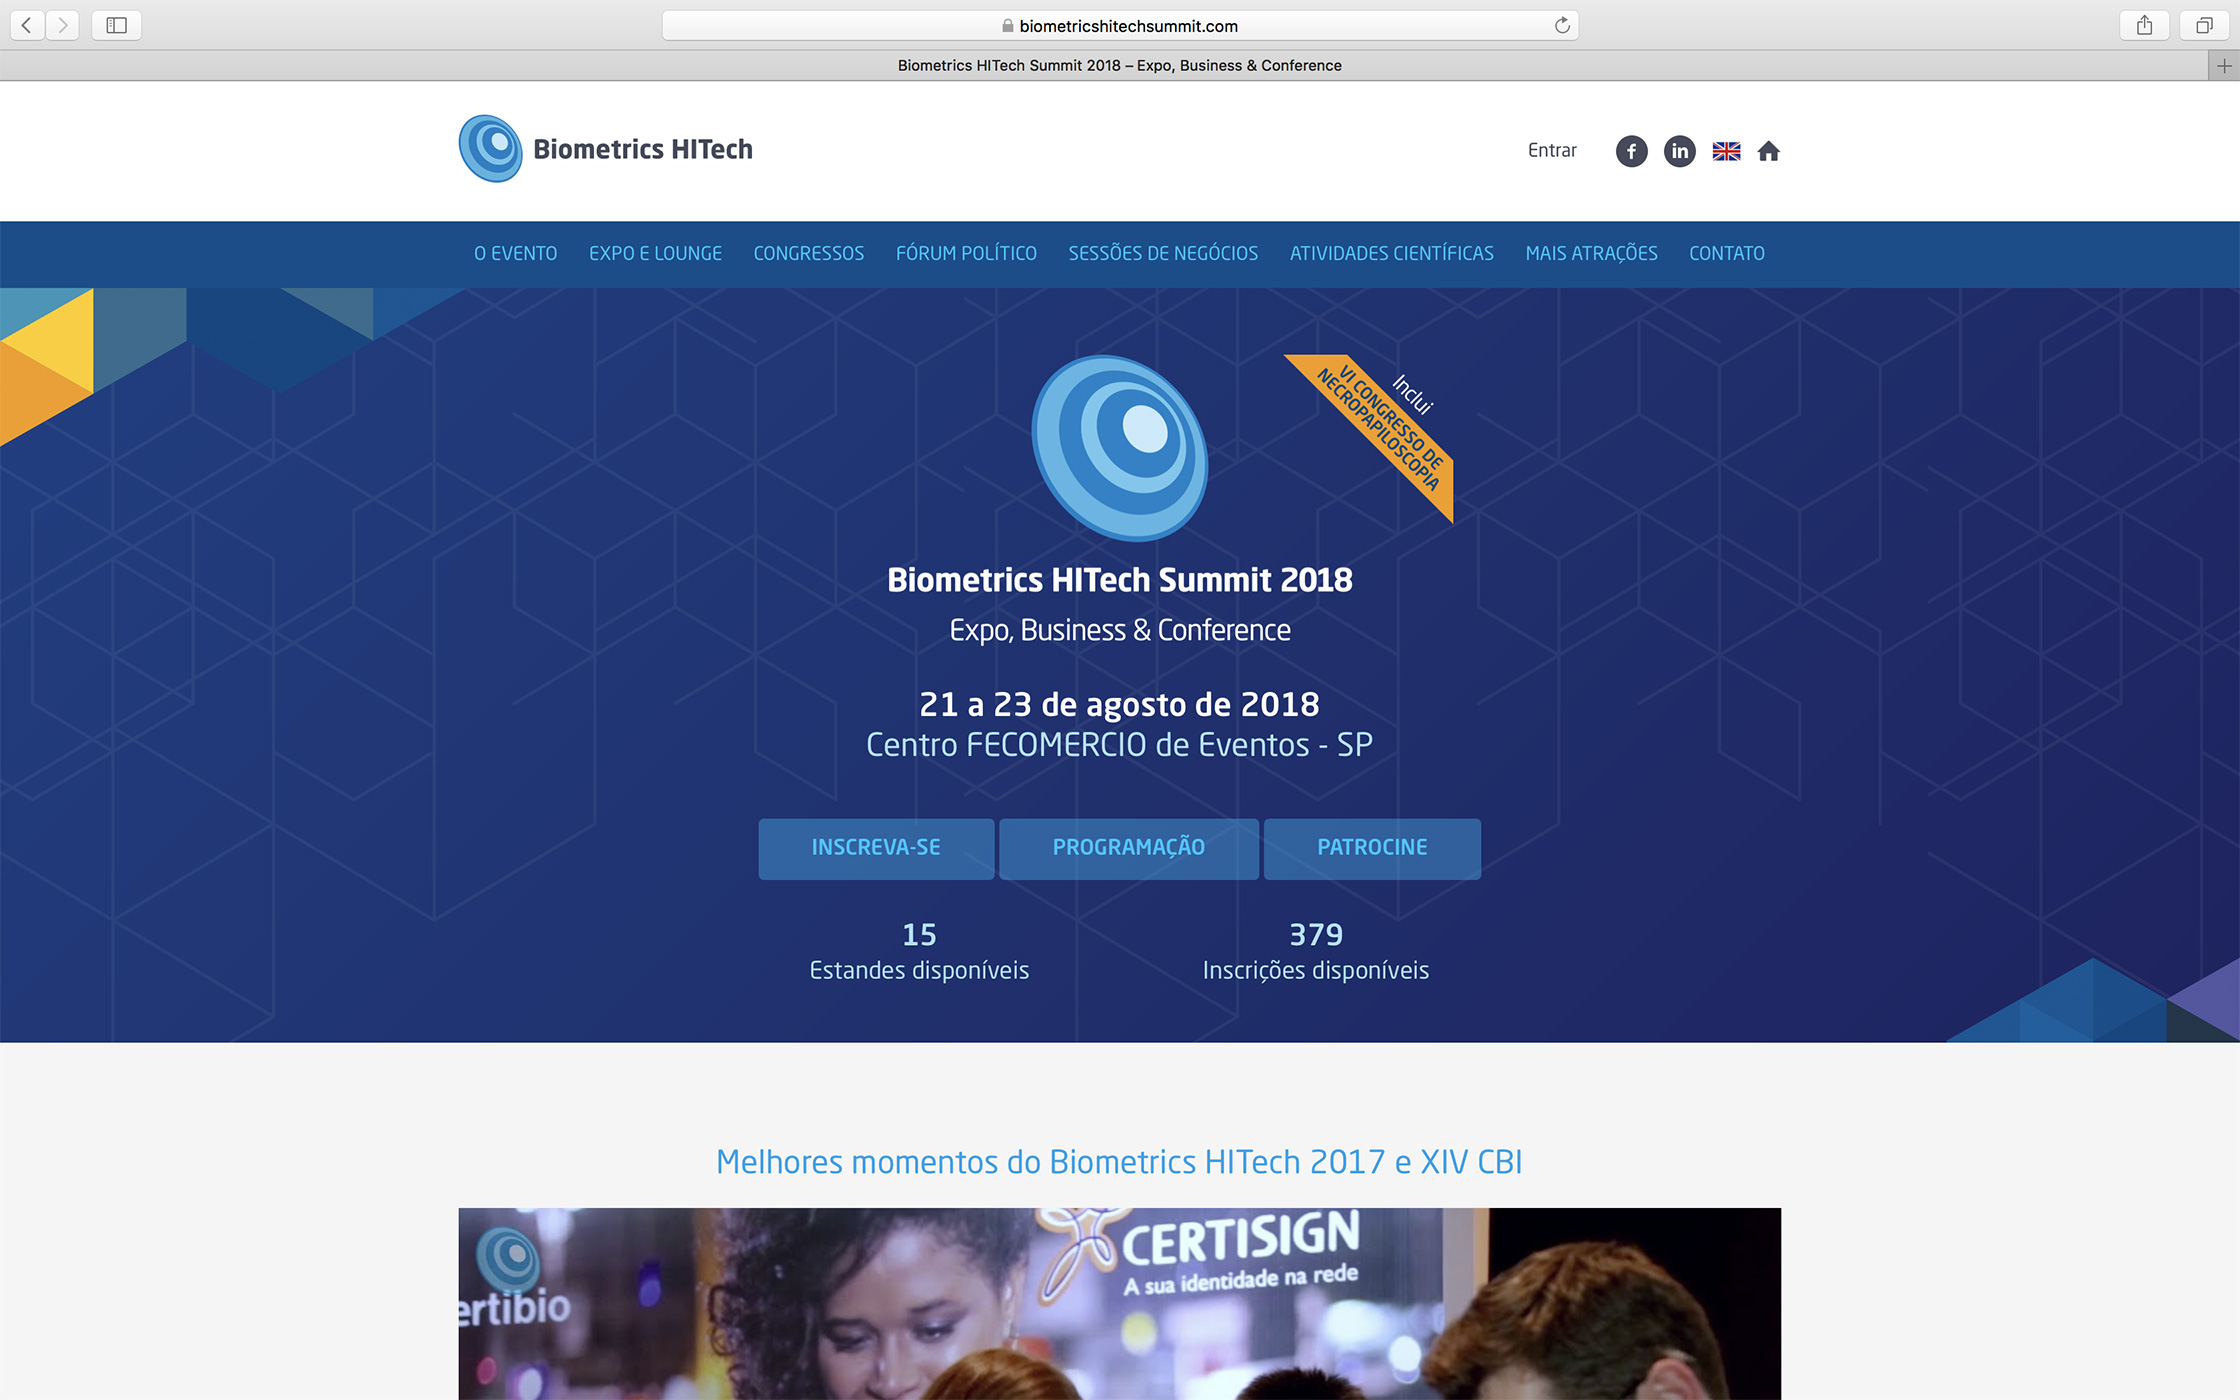 biometricshitechsummit.com
Biometrics HITech Summit 2018 – Expo, Business & Conference
Biometrics HITech
Entrar
f
in
O EVENTO
EXPO E LOUNGE
CONGRESSOS
FÓRUM POLÍTICO
SESSÕES DE NEGÓCIOS
ATIVIDADES CIENTÍFICAS
MAIS ATRAÇÕES
CONTATO
Inclui
VI CONGRESSO DE
NECROPAPILOSCOPIA
Biometrics HITech Summit 2018
Expo, Business & Conference
21 a 23 de agosto de 2018
Centro FECOMERCIO de Eventos - SP
INSCREVA-SE
PROGRAMAÇÃO
PATROCINE
15
Estandes disponíveis
379
Inscrições disponíveis
Melhores momentos do Biometrics HITech 2017 e XIV CBI
CERTISIGN
A sua identidade na rede
ertibio